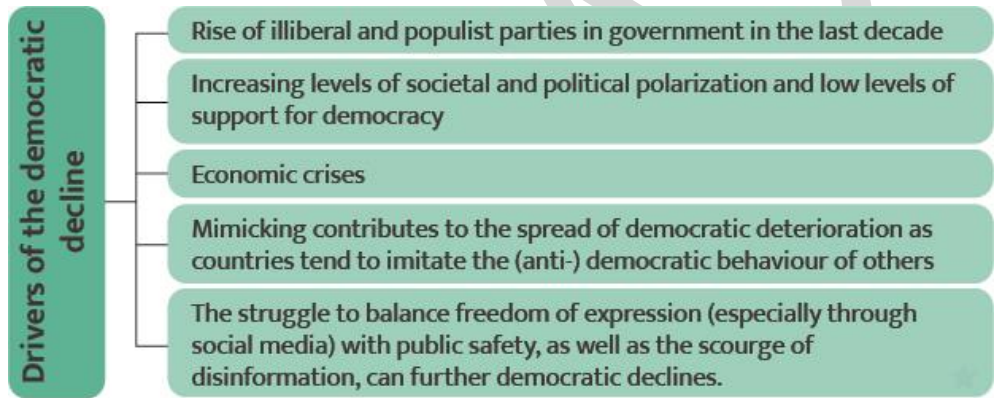 Drivers of the democratic
decline
Rise of illiberal and populist parties in government in the last decade
Increasing levels of societal and political polarization and low levels of
support for democracy
Economic crises
Mimicking contributes to the spread of democratic deterioration as
countries tend to imitate the (anti-) democratic behaviour of others
The struggle to balance freedom of expression (especially through
social media) with public safety, as well as the scourge of
disinformation, can further democratic declines.